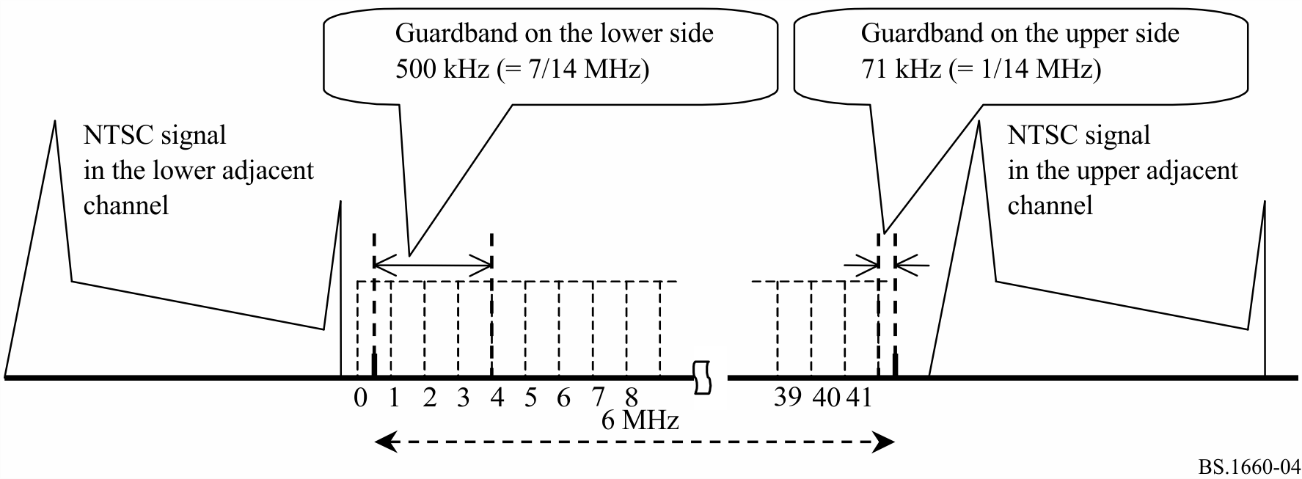 Guardband on the lower side
500 kHz (= 7/14 MHz)
Guardband on the upper side
71 kHz (= 1/14 MHz)
NTSC signal
in the lower adjacent
channel
NTSC signal
in the upper adjacent
channel
0 1 2 3 4 5 6 7 8 39 40 41
6 MHz
BS.1660-04